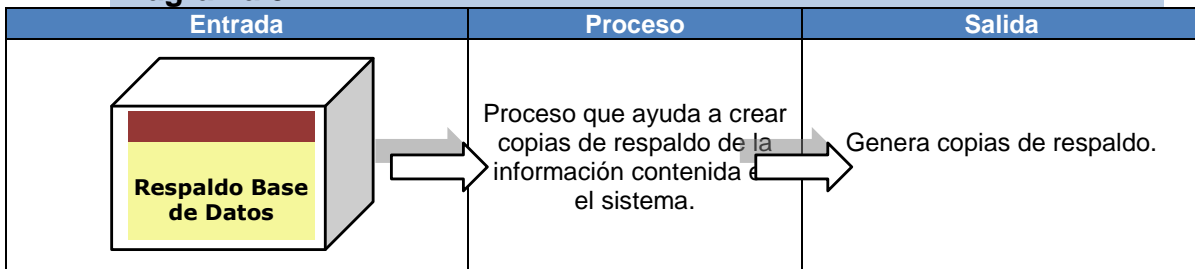 Entrada
Proceso
Salida
Respaldo Base
de Datos
Proceso que ayuda a crear
copias de respaldo de la
información contenida
el sistema.
Genera copias de respaldo.